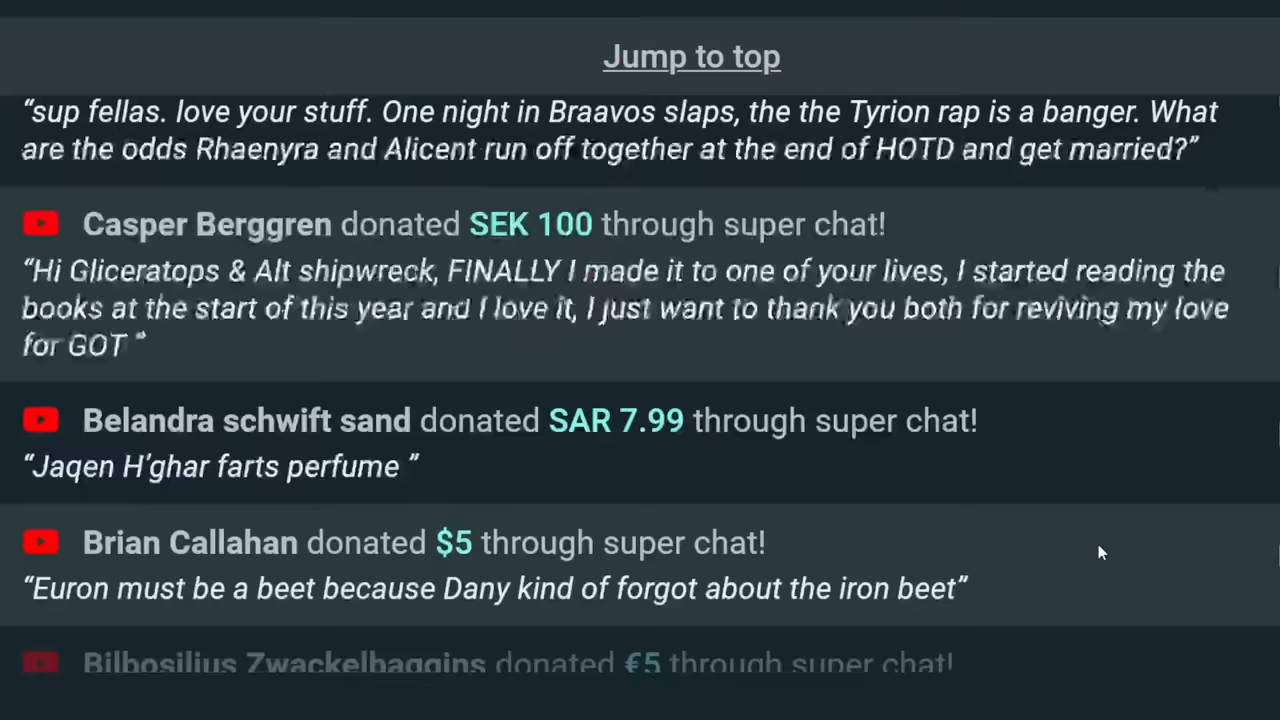 Jump to top
“sup fellas. love your stuff. One night in Braavos slaps, the the Tyrion rap is a banger. What
are the odds Rhaenyra and Alicent run off together at the end of HOTD and get married?”
Casper Berggren donated SEK 100 through super chat!
“Hi Gliceratops & Alt shipwreck, FINALLY I made it to one of your lives, I started reading the
books at the start of this year and I love it, I just want to thank you both for reviving my love
for GOT ”
Belandra schwift sand donated SAR 7.99 through super chat!
“Jaqen H’ghar farts perfume ”
Brian Callahan donated $5 through super chat!
“Euron must be a beet because Dany kind of forgot about the iron beet”
Bilbosilius Zwackelbaggins donated €5 through super chat!